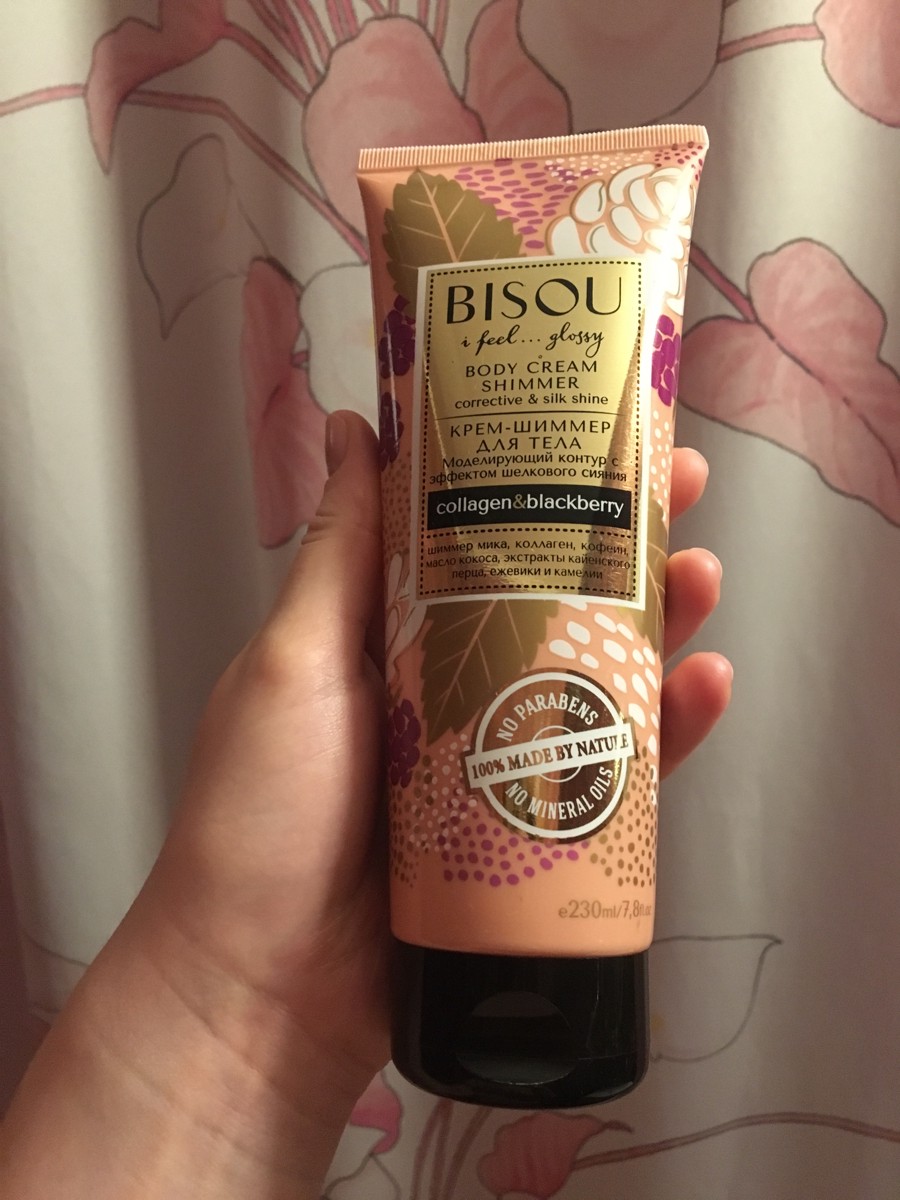 BISOU
i feel... glossy
BODY CREAM
SHIMMER
corrective & silk shine
КРЕМ-ШИММЕР
ДЛЯ ТЕЛА
Моделирующий контур с
эффектом шелкового сияния
collagen&blackberry
шиммер мика, коллаген, кофеин,
масло кокоса, экстракты кайенского
перца, ежевики и камелии
NO PARABENS
100% MADE BY NATURE
NO MINERAL OILS
e230ml/7,8fl.oz